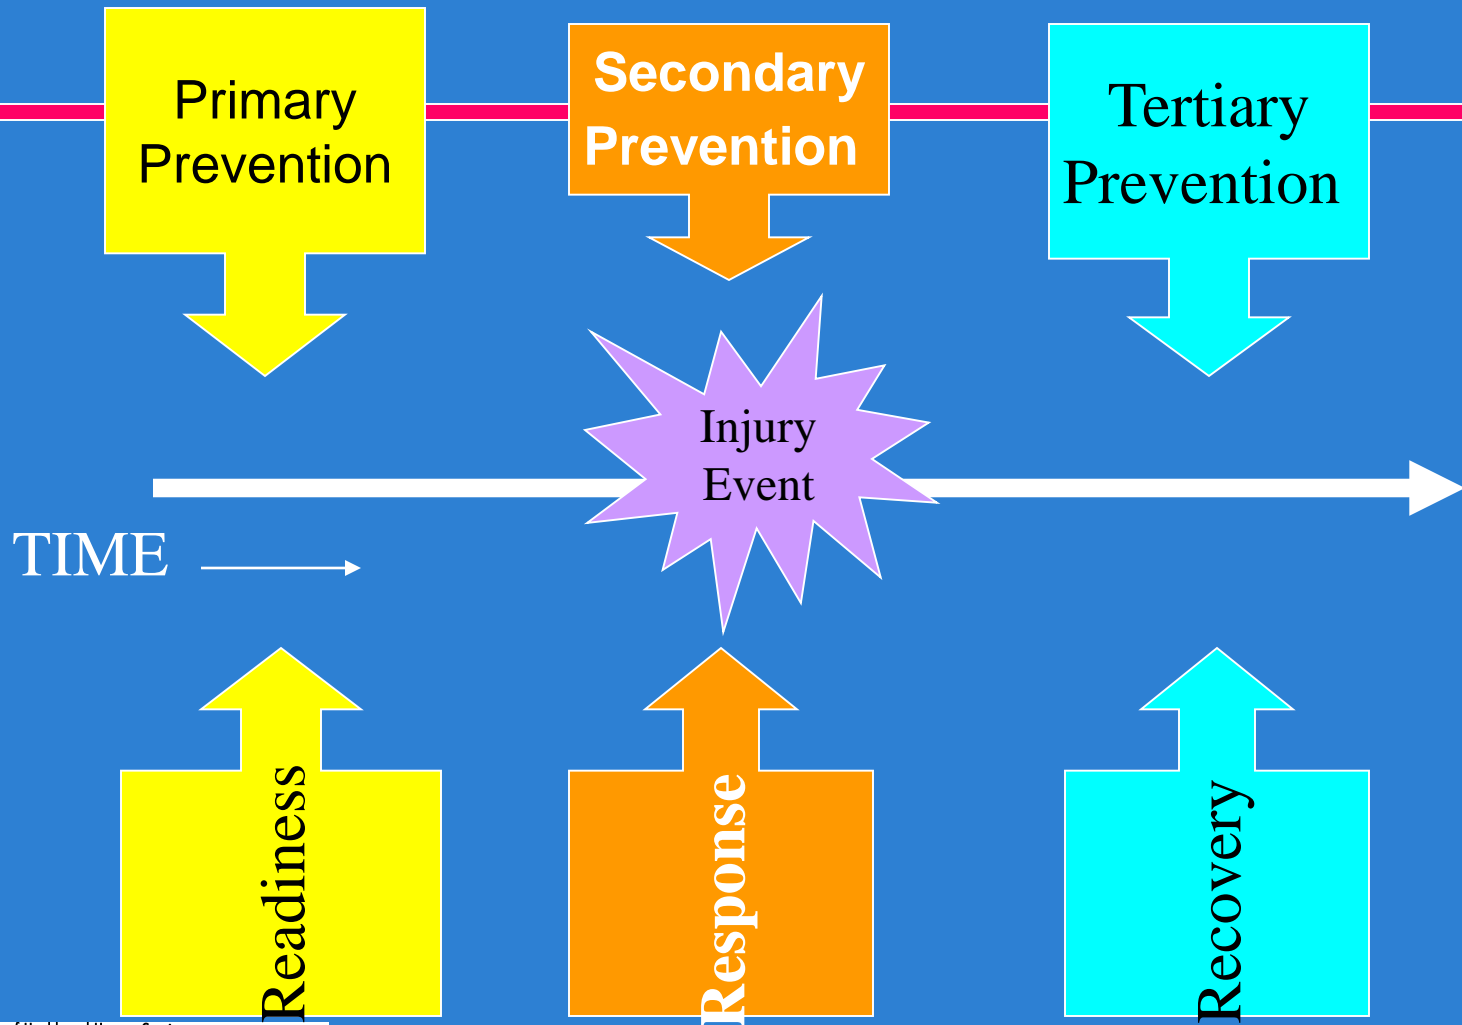 Primary
Prevention
Secondary
Prevention
Tertiary
Prevention
Injury
Event
TIME
Readiness
Response
Recovery